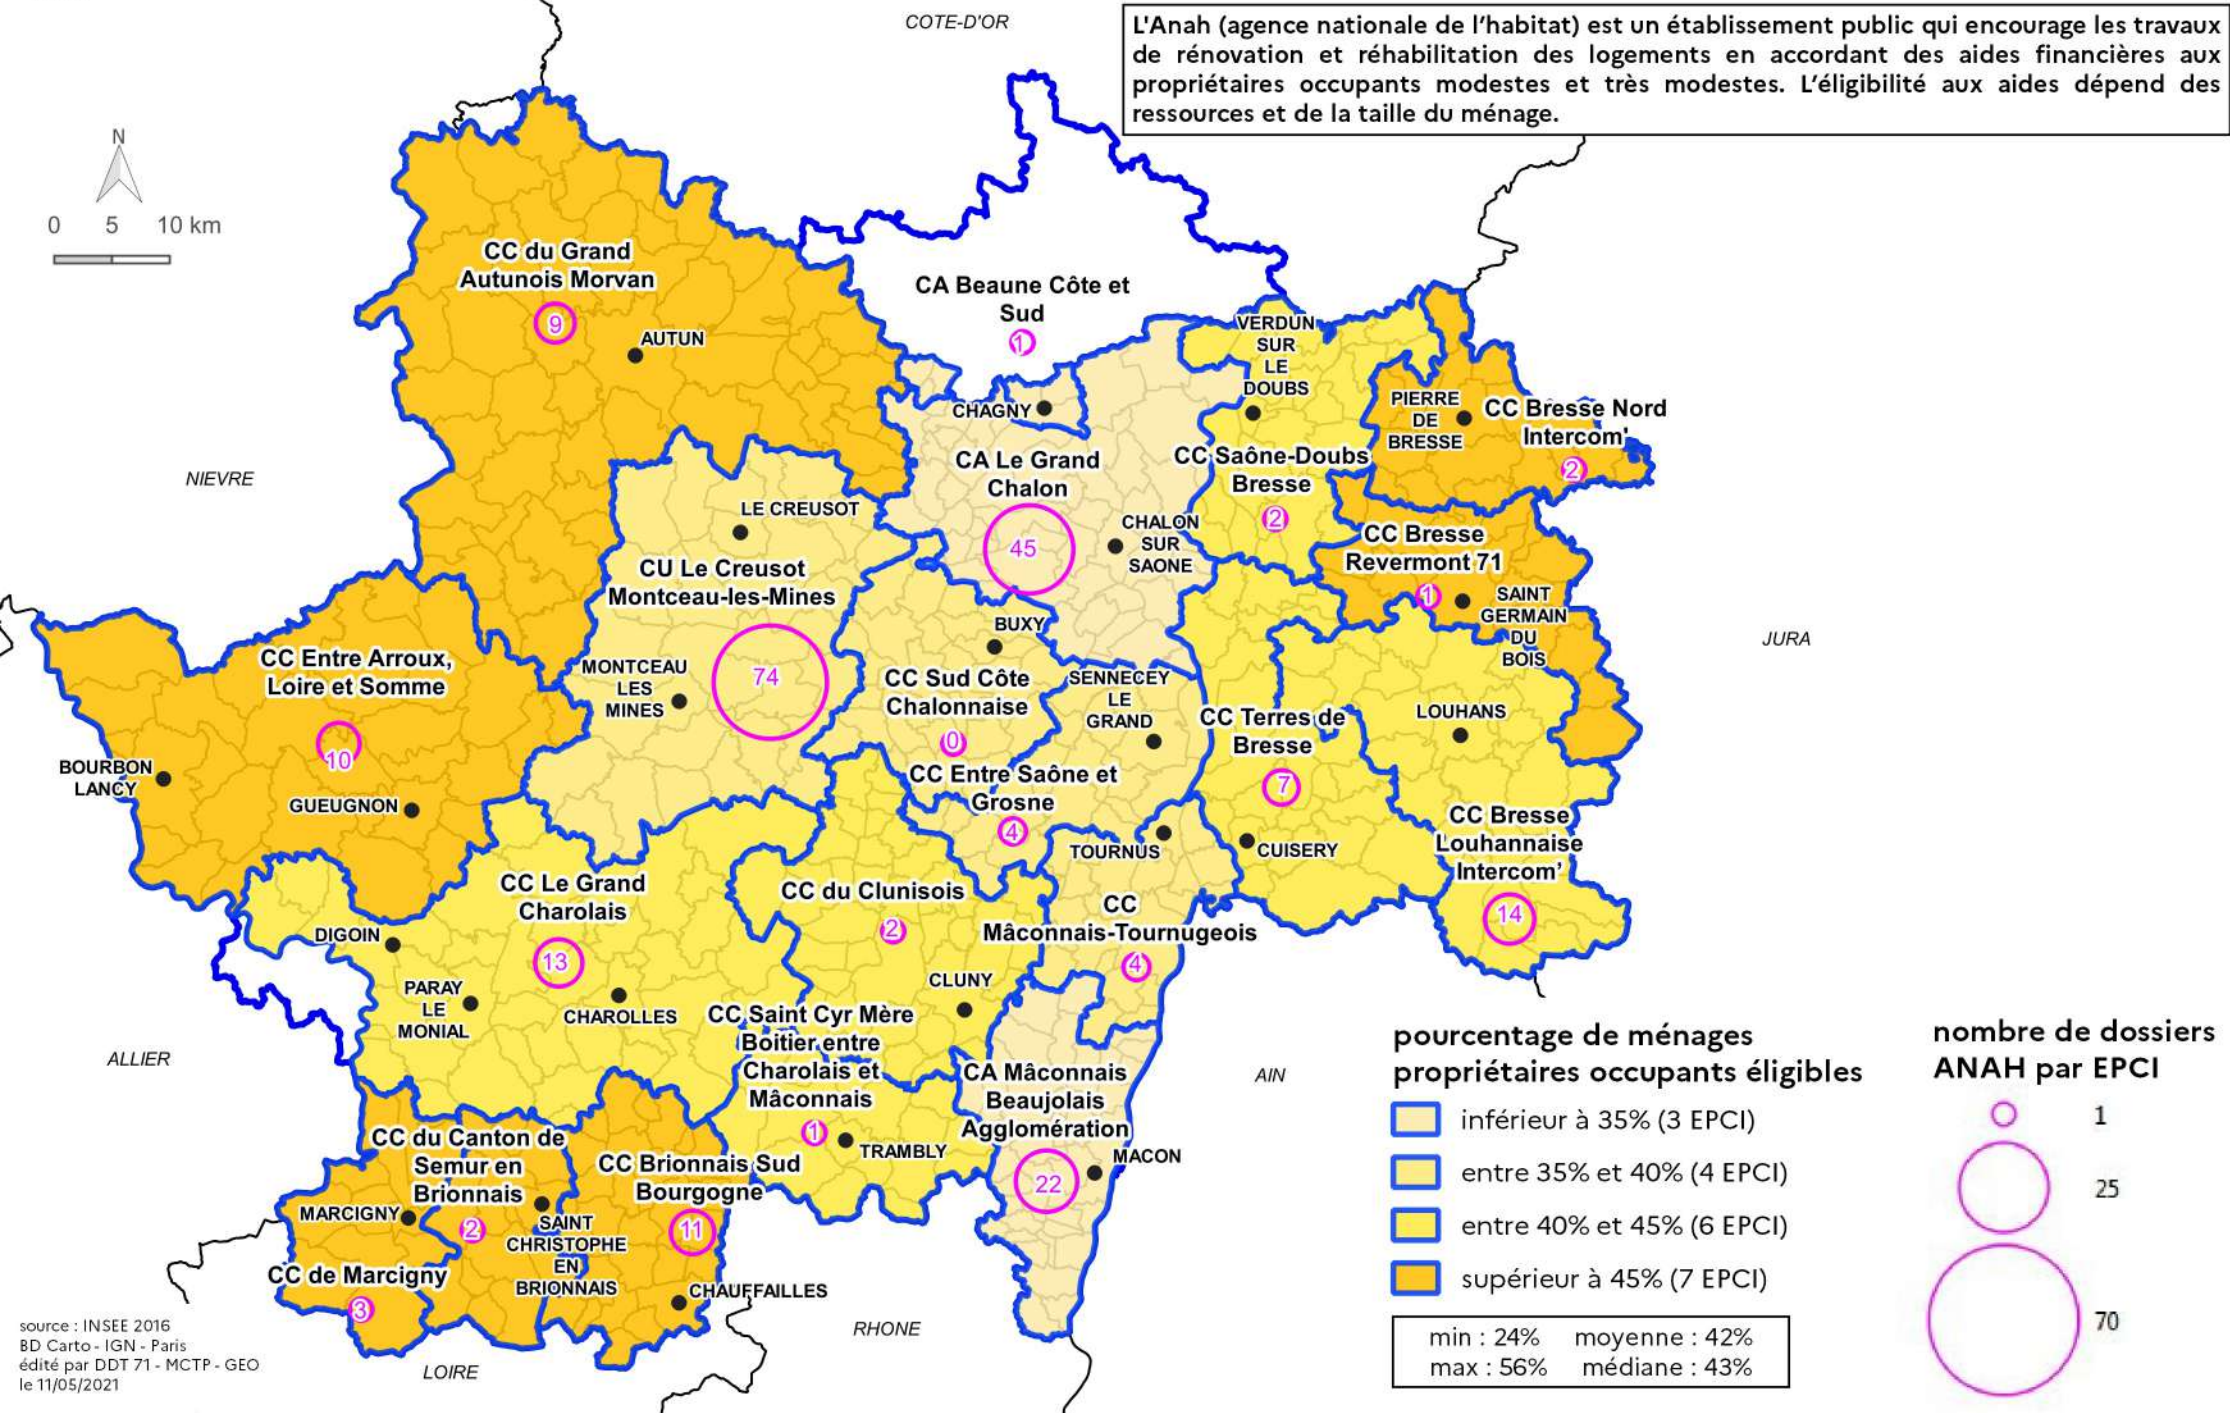 COTE-D'OR
L'Anah (agence nationale de l'habitat) est un établissement public qui encourage les travaux
de rénovation et réhabilitation des logements en accordant des aides financières aux
propriétaires occupants modestes et très modestes. L'éligibilité aux aides dépend des
ressources et de la taille du ménage.
N
0 5 10 km
CC du Grand
Autunois Morvan
9
AUTUN
CA Beaune Côte et
Sud
1
VERDUN
SUR
LE
DOUBS
CHAGNY
PIERRE
DE
BRESSE
CC Bresse Nord
Intercom'
2
NIEVRE
CA Le Grand
Chalon
45
CHALON
SUR
SAONE
CC Saône-Doubs
Bresse
2
LE CREUSOT
CU Le Creusot
Montceau-les-Mines
74
MONTCEAU
LES
MINES
CC Bresse
Revermont 71
1
SAINT
GERMAIN
DU
BOIS
JURA
BUXY
CC Sud Côte
Chalonnaise
0
SENNECEY
LE
GRAND
CC Entre Arroux,
Loire et Somme
10
BOURBON
LANCY
GUEUGNON
CC Terres de
Bresse
7
CUISERY
LOUHANS
CC Entre Saône et
Grosne
4
TOURNUS
CC Bresse
Louhannaise
Intercom’
14
CC Le Grand
Charolais
13
DIGOIN
PARAY
LE
MONIAL
CHAROLLES
CC du Clunisois
2
CLUNY
CC
Mâconnais-Tournugeois
4
CC Saint Cyr Mère
Boitier entre
Charolais et
Mâconnais
1
TRAMBLY
CA Mâconnais
Beaujolais
Agglomération
22
MACON
ALLIER
AIN
CC du Canton de
Semur en
Brionnais
2
MARCIGNY
SAINT
CHRISTOPHE
EN
BRIONNAIS
CC Brionnais Sud
Bourgogne
11
CHAUFFAILLES
CC de Marcigny
3
RHONE
LOIRE
source : INSEE 2016
BD Carto - IGN - Paris
édité par DDT 71 - MCTP - GEO
le 11/05/2021
pourcentage de ménages
propriétaires occupants éligibles
inférieur à 35% (3 EPCI)
entre 35% et 40% (4 EPCI)
entre 40% et 45% (6 EPCI)
supérieur à 45% (7 EPCI)
min : 24% moyenne : 42%
max : 56% médiane : 43%
nombre de dossiers
ANAH par EPCI
1
25
70